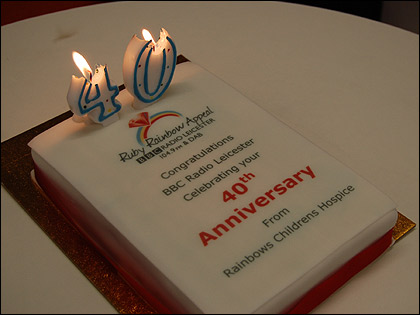 40
Ruby Rainbow Appeal
BBC RADIO LEICESTER
104.9 FM & DAB
Congratulations
BBC Radio Leicester
Celebrating your
40th
Anniversary
From
Rainbows Childrens Hospice